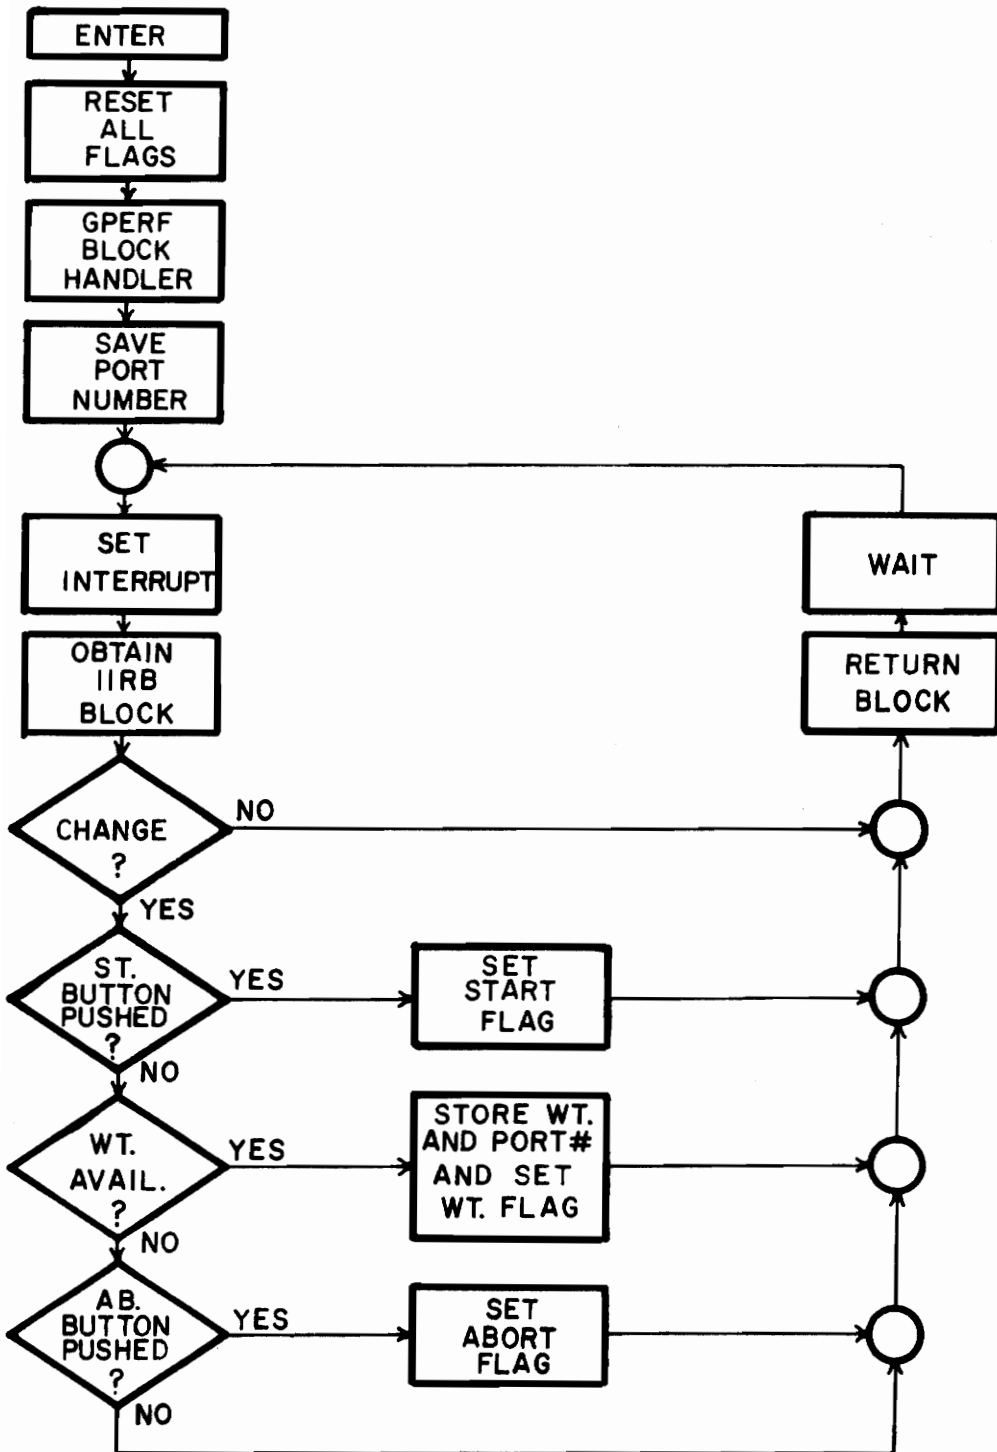 ENTER
RESET
ALL
FLAGS
GPERF
BLOCK
HANDLER
SAVE
PORT
NUMBER
SET
INTERRUPT
WAIT
OBTAIN
IIRB
BLOCK
RETURN
BLOCK
CHANGE
?
NO
YES
ST.
BUTTON
PUSHED
?
YES
NO
SET
START
FLAG
WT.
AVAIL.
?
YES
NO
STORE WT.
AND PORT#
AND SET
WT. FLAG
AB.
BUTTON
PUSHED
?
YES
NO
SET
ABORT
FLAG